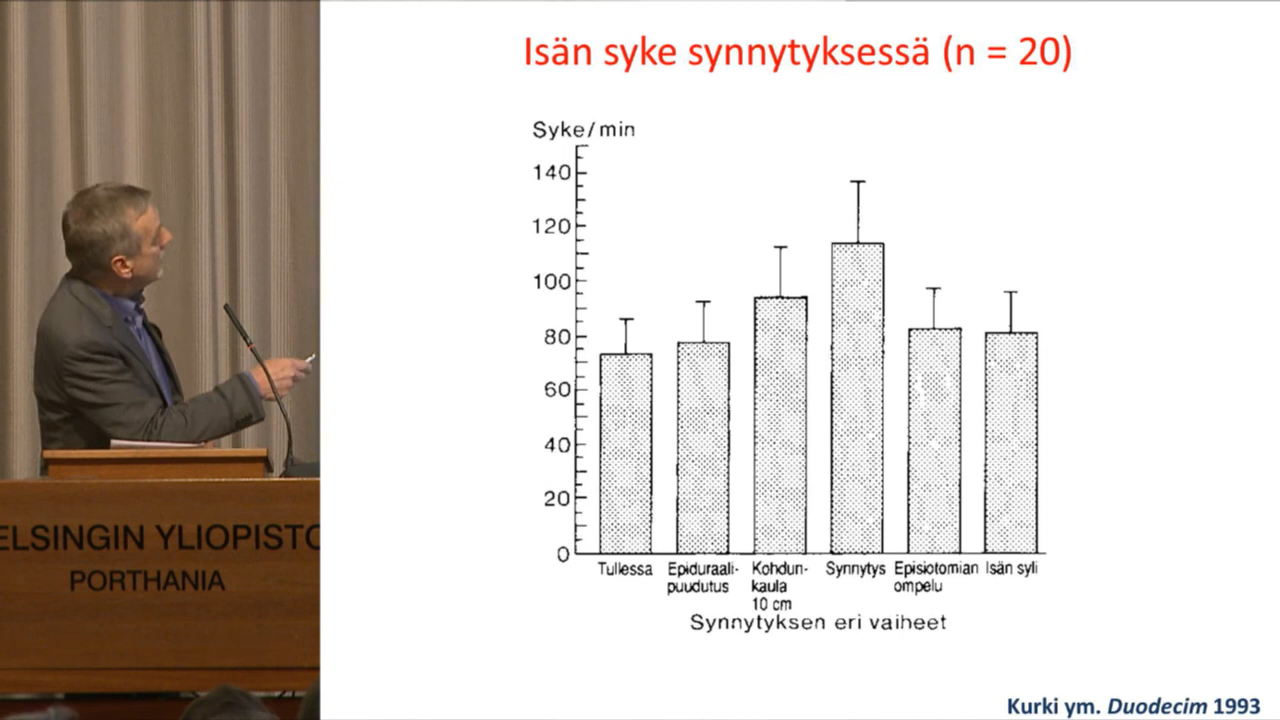 Isän syke synnytyksessä (n = 20)
Syke/min
140
120
100
80
60
40
20
0
Tullessa
Epiduraali-
puudutus
Kohdun-
kaula
10 cm
Synnytys
Episiotomian
ompelu
Isän syli
Synnytyksen eri vaiheet
Kurki ym. Duodecim 1993
ELSINGIN YLIOPISTO
PORTHANIA